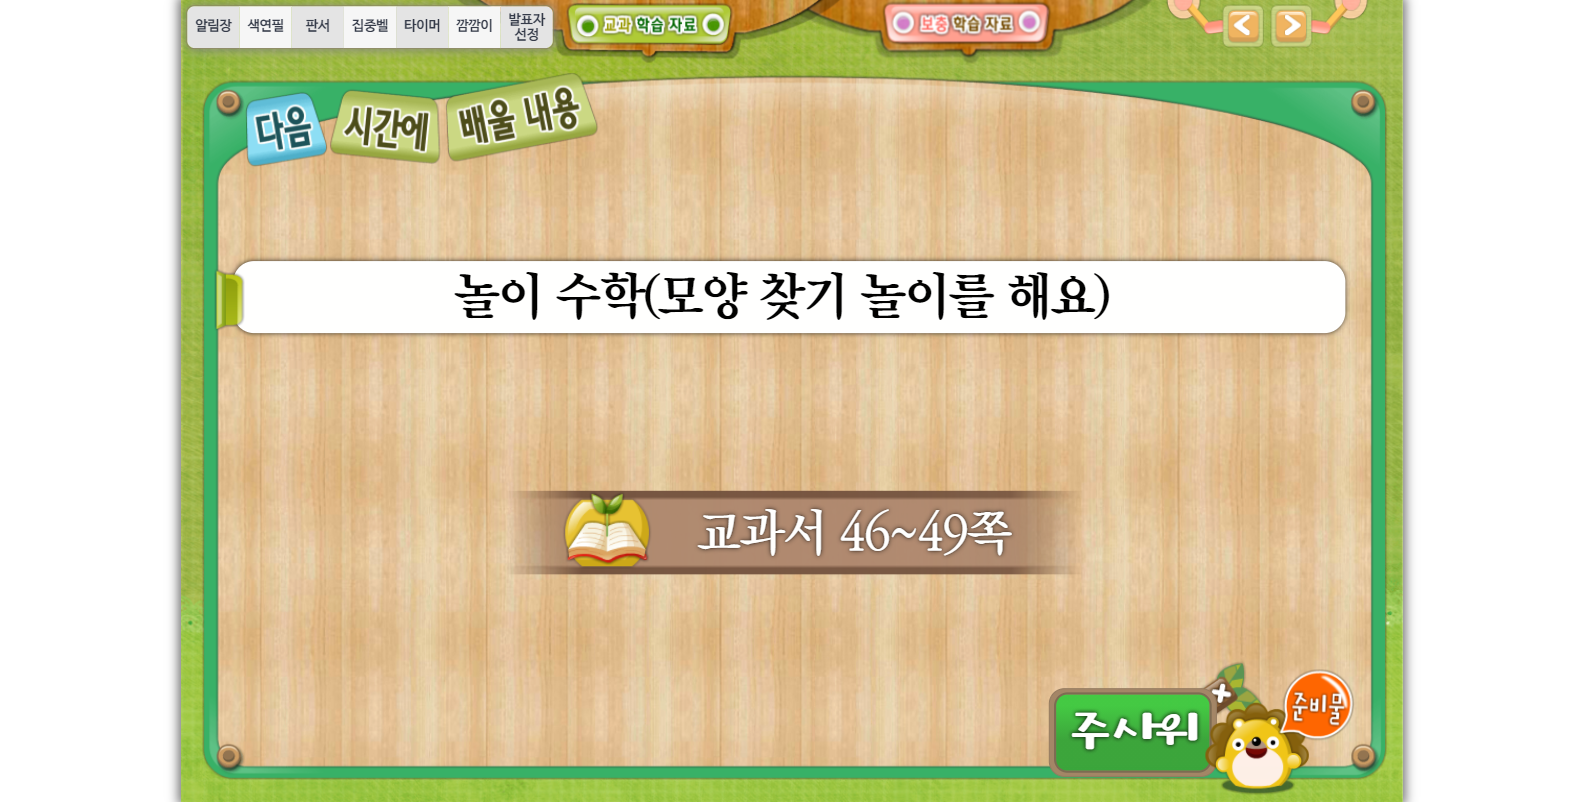 알림장 색연필 판서 집중벨 타이머 깜깜이 발표자 선정
교과 학습 자료
보충 학습 자료
다음 시간에 배울 내용
놀이 수학(모양 찾기 놀이를 해요)
교과서 46~49쪽
주사위
준비물